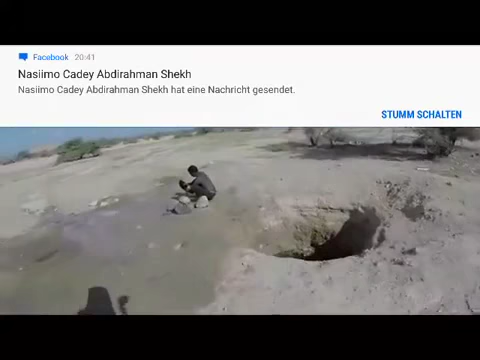 Facebook 20:41
Nasiimo Cadey Abdirahman Shekh
Nasiimo Cadey Abdirahman Shekh hat eine Nachricht gesendet.
STUMM SCHALTEN